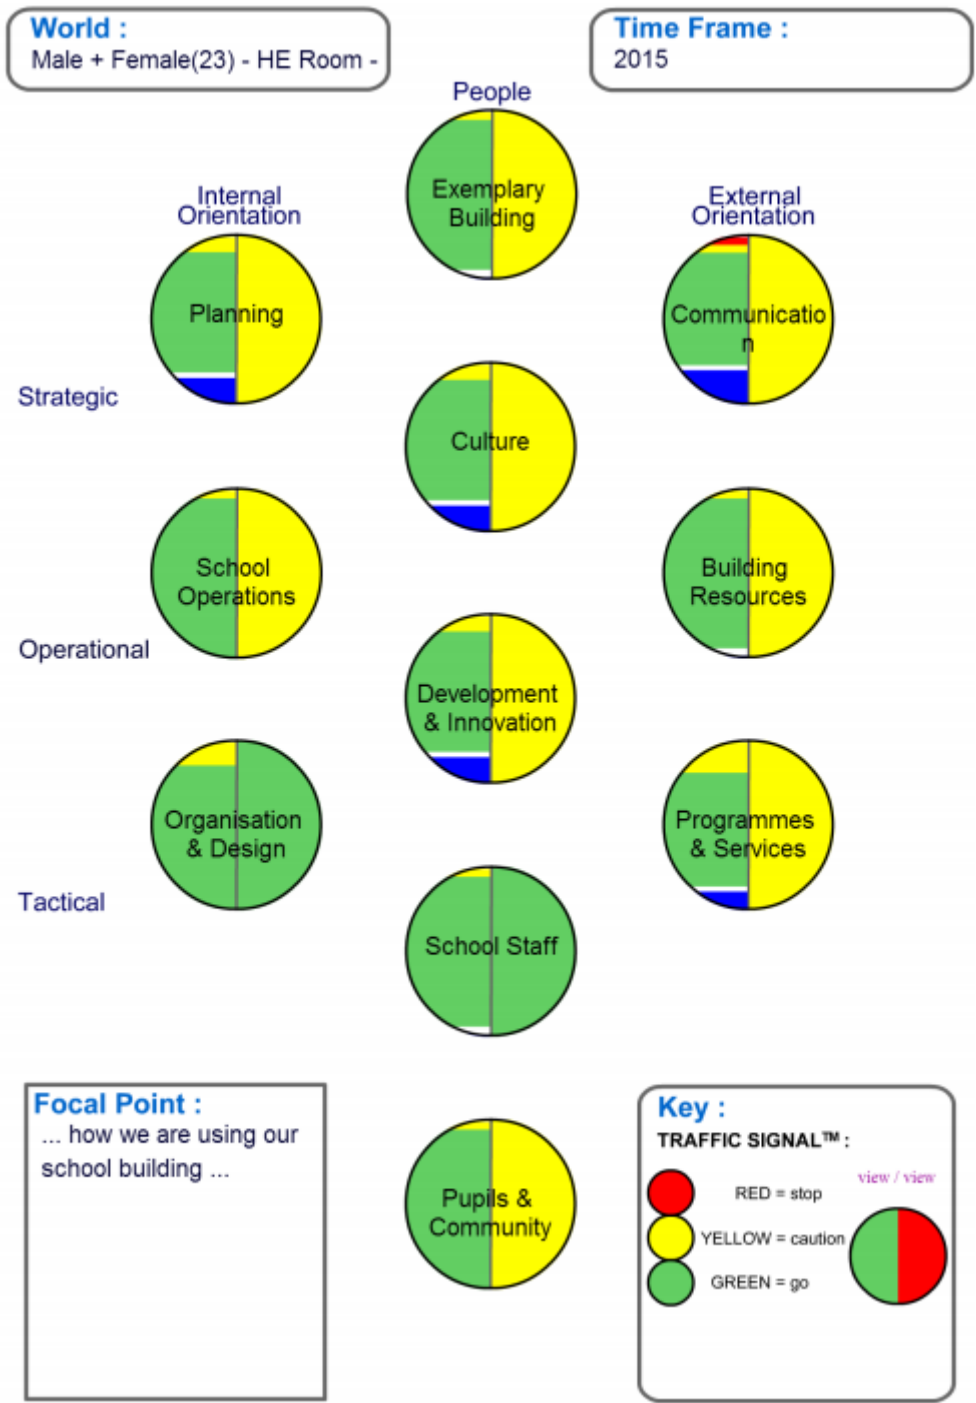 World :
Male + Female(23) - HE Room -
Time Frame :
2015
People
Exemplary
Building
Internal
Orientation
External
Orientation
Planning
Communicatio
n
Strategic
Culture
School
Operations
Building
Resources
Operational
Development
& Innovation
Organisation
& Design
Programmes
& Services
Tactical
School Staff
Focal Point :
... how we are using our
school building ...
Pupils &
Community
Key :
TRAFFIC SIGNAL™ :
view / view
RED = stop
YELLOW = caution
GREEN = go